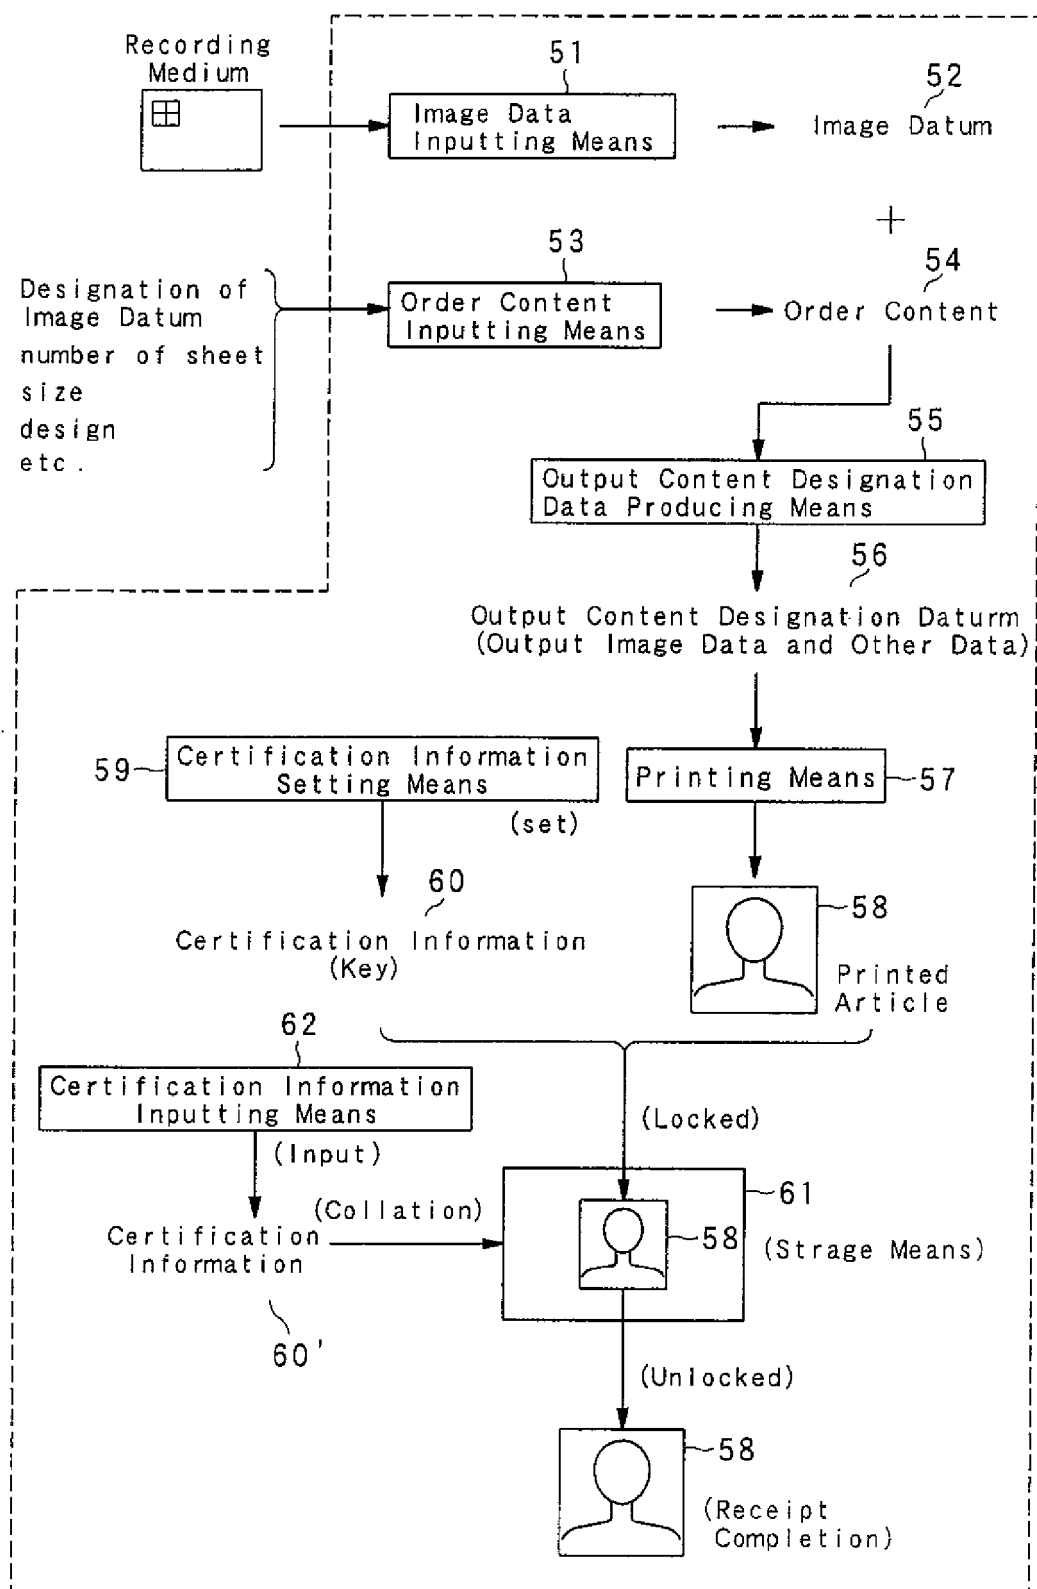 Recording
Medium
51
Image Data
Inputting Means
52
Image Datum
+
53
Order Content
Inputting Means
54
Order Content
Designation of
Image Datum
number of sheet
size
design
etc.
55
Output Content Designation
Data Producing Means
56
Output Content Designation Daturm
(Output Image Data and Other Data)
59
Certification Information
Setting Means
(set)
Printing Means
57
60
Certification Information
(Key)
58
Printed
Article
62
Certification Information
Inputting Means
(Input)
(Locked)
(Collation)
Certification
Information
60'
61
58
(Strage Means)
(Unlocked)
58
(Receipt
Completion)